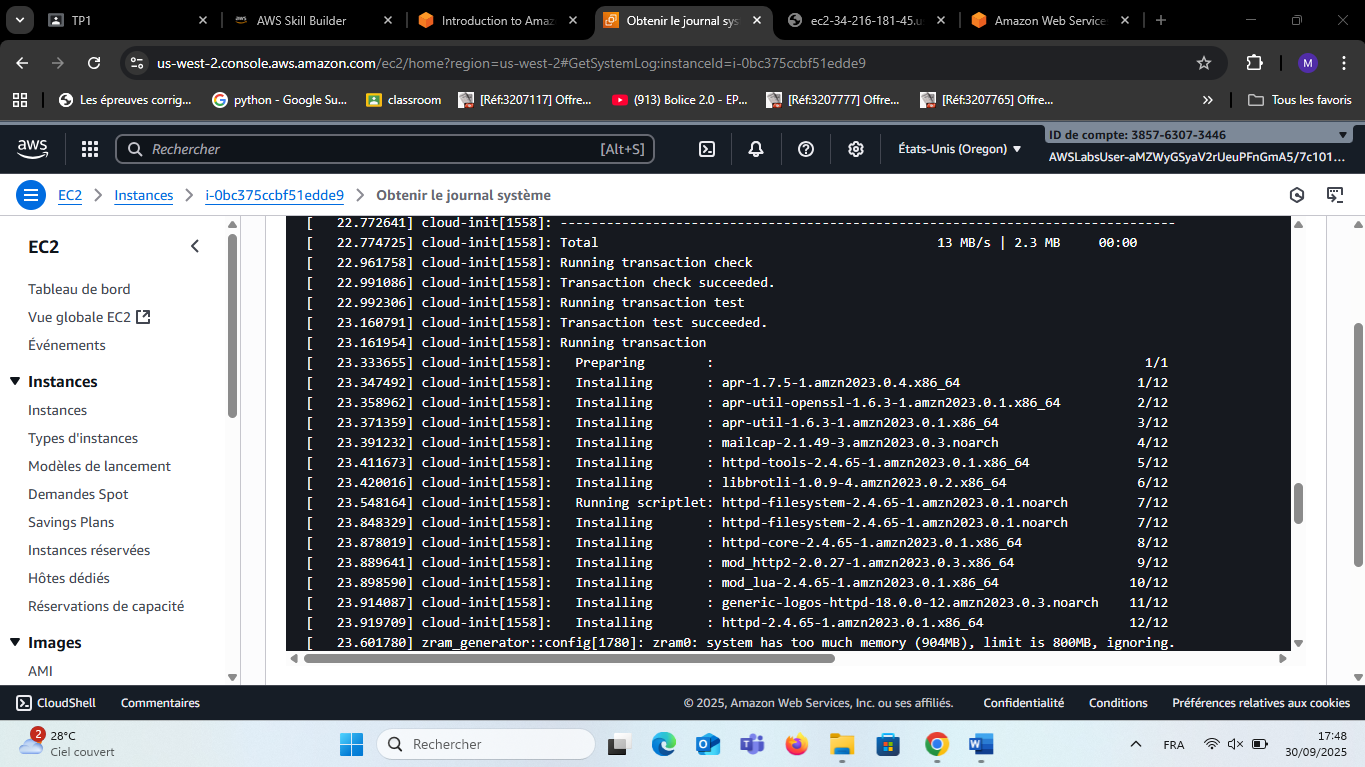 TP1
AWS Skill Builder
Introduction to Amaz
Obtenir le journal sys
ec2-34-216-181-45.u
Amazon Web Service
us-west-2.console.aws.amazon.com/ec2/home?region=us-west-2#GetSystemLog:instanceId=i-0bc375ccbf51edde9
M
Les épreuves corrig...
python - Google Su...
classroom
[Réf:3207117] Offre...
(913) Bolice 2.0 - EP...
[Réf:3207777] Offre...
[Réf:3207765] Offre...
»
Tous les favoris
aws
Rechercher
[Alt+S]
États-Unis (Oregon)
ID de compte: 3857-6307-3446
AWSLabsUser-aMZWyGSyaV2rUeuPFnGmA5/7c101...
EC2
Instances
i-0bc375ccbf51edde9
Obtenir le journal système
EC2
Tableau de bord
Vue globale EC2
Événements
Instances
Instances
Types d'instances
Modèles de lancement
Demandes Spot
Savings Plans
Instances réservées
Hôtes dédiés
Réservations de capacité
Images
AMI
[   22.772641] cloud-init[1558]: --------------------------------------------------------------------------------
[   22.774725] cloud-init[1558]: Total                                            13 MB/s | 2.3 MB     00:00
[   22.961758] cloud-init[1558]: Running transaction check
[   22.991086] cloud-init[1558]: Transaction check succeeded.
[   22.992306] cloud-init[1558]: Running transaction test
[   23.160791] cloud-init[1558]: Transaction test succeeded.
[   23.161954] cloud-init[1558]: Running transaction
[   23.333655] cloud-init[1558]:   Preparing        :                                                        1/1
[   23.347492] cloud-init[1558]:   Installing       : apr-1.7.5-1.amzn2023.0.4.x86_64                       1/12
[   23.358962] cloud-init[1558]:   Installing       : apr-util-openssl-1.6.3-1.amzn2023.0.1.x86_64          2/12
[   23.371359] cloud-init[1558]:   Installing       : apr-util-1.6.3-1.amzn2023.0.1.x86_64                  3/12
[   23.391232] cloud-init[1558]:   Installing       : mailcap-2.1.49-3.amzn2023.0.3.noarch                  4/12
[   23.411673] cloud-init[1558]:   Installing       : httpd-tools-2.4.65-1.amzn2023.0.1.x86_64              5/12
[   23.420016] cloud-init[1558]:   Installing       : libbrotli-1.0.9-4.amzn2023.0.2.x86_64                 6/12
[   23.548164] cloud-init[1558]:   Running scriptlet: httpd-filesystem-2.4.65-1.amzn2023.0.1.noarch         7/12
[   23.848329] cloud-init[1558]:   Installing       : httpd-filesystem-2.4.65-1.amzn2023.0.1.noarch         7/12
[   23.878019] cloud-init[1558]:   Installing       : httpd-core-2.4.65-1.amzn2023.0.1.x86_64               8/12
[   23.889641] cloud-init[1558]:   Installing       : mod_http2-2.0.27-1.amzn2023.0.3.x86_64                9/12
[   23.898590] cloud-init[1558]:   Installing       : mod_lua-2.4.65-1.amzn2023.0.1.x86_64                 10/12
[   23.914087] cloud-init[1558]:   Installing       : generic-logos-httpd-18.0.0-12.amzn2023.0.3.noarch    11/12
[   23.919709] cloud-init[1558]:   Installing       : httpd-2.4.65-1.amzn2023.0.1.x86_64                   12/12
[   23.601780] zram_generator::config[1780]: zram0: system has too much memory (904MB), limit is 800MB, ignoring.
CloudShell
Commentaires
© 2025, Amazon Web Services, Inc. ou ses affiliés.
Confidentialité
Conditions
Préférences relatives aux cookies
2
28°C
Ciel couvert
Rechercher
FRA
17:48
30/09/2025